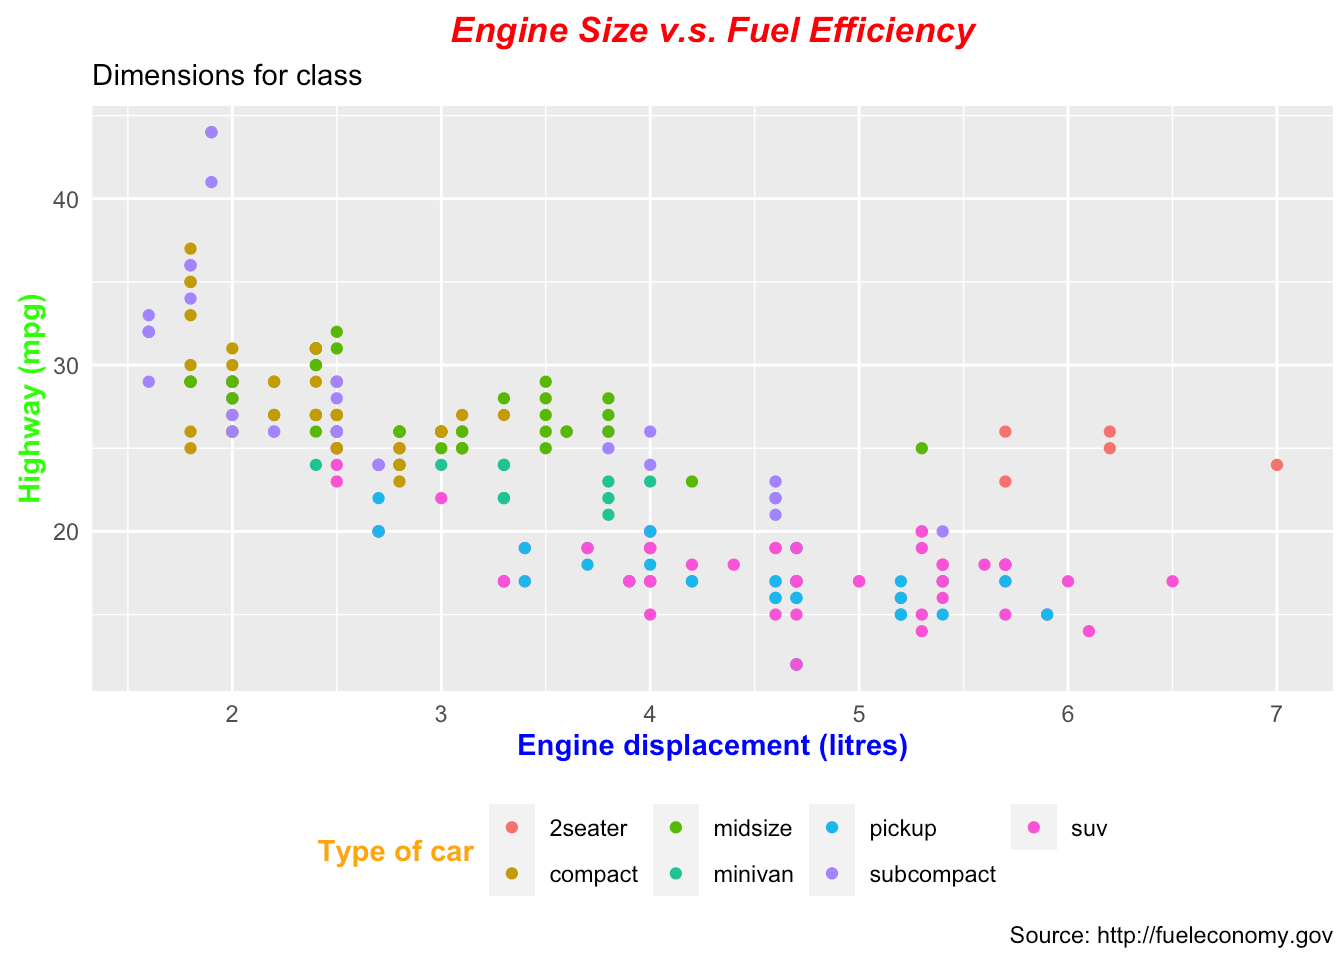 Engine Size v.s. Fuel Efficiency
Dimensions for class
Highway (mpg)
40
30
20
2 3 4 5 6 7
Engine displacement (litres)
Type of car
2seater midsize pickup suv
compact minivan subcompact
Source: http://fueleconomy.gov